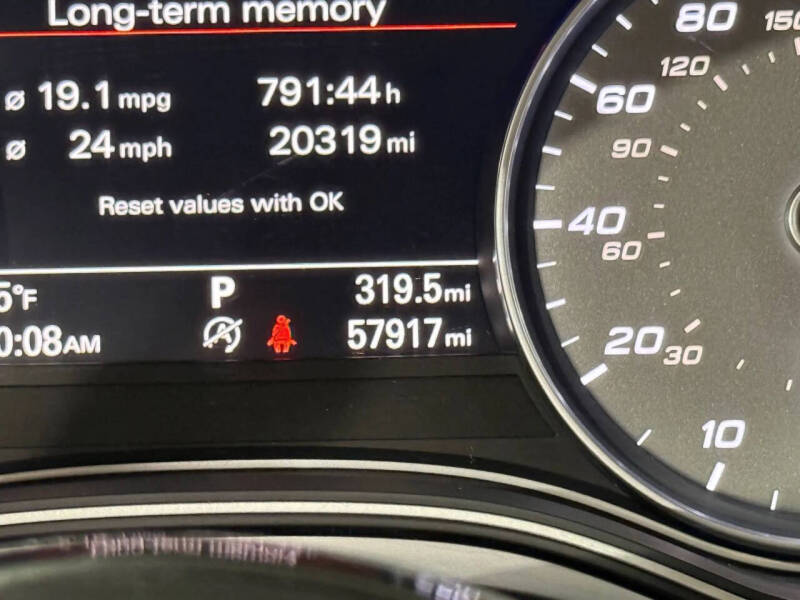 Long-term memory
ø 19.1 mpg 791:44 h
ø 24 mph 20319 mi
Reset values with OK
5°F P 319.5 mi
0:08 AM 57917 mi
80 150
120
60
90
40
60
20
30
10